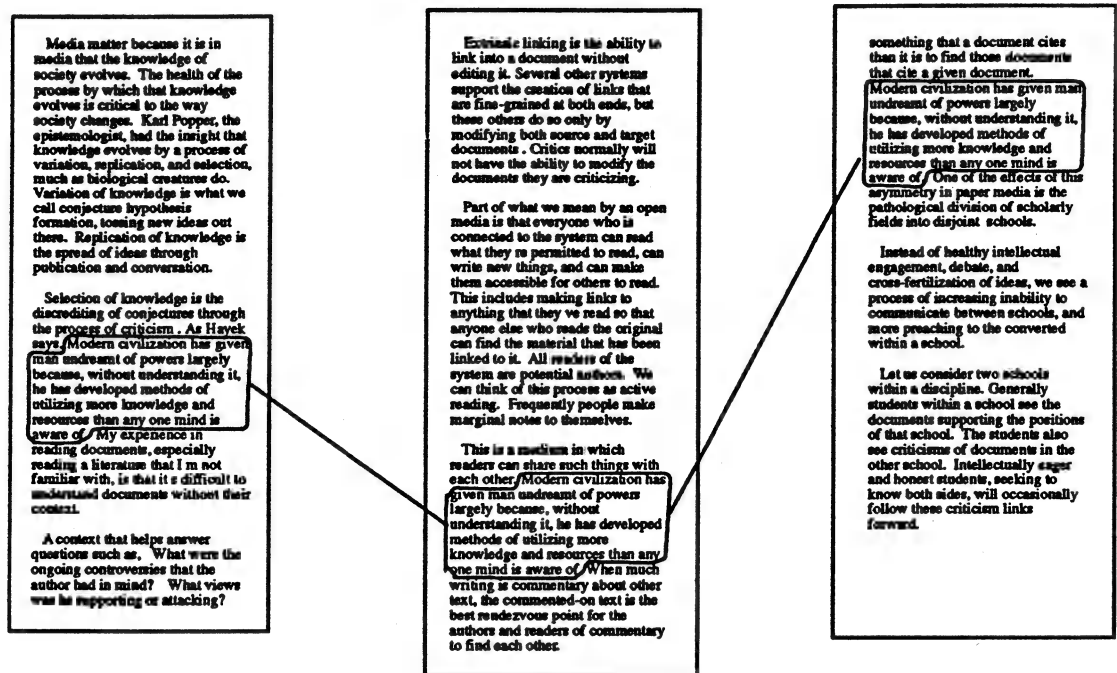 Media matter because it is in
media that the knowledge of
society evolves. The health of the
process by which that knowledge
evolves is critical to the way
society changes. Karl Popper, the
epistemologist, had the insight that
knowledge evolves by a process of
variation, replication, and selection,
much as biological creatures do.
Variation of knowledge is what we
call conjecture hypothesis
formation, tossing new ideas out
there. Replication of knowledge is
the spread of ideas through
publication and conversation.
Selection of knowledge is the
discrediting of conjectures through
the process of criticism . As Hayek
says, Modern civilization has given
man undreamt of powers largely
because, without understanding it,
he has developed methods of
utilizing more knowledge and
resources than any one mind is
aware of. My experience in
reading documents, especially
reading a literature that I m not
familiar with, is that it s difficult to
understand documents without their
context.
A context that helps answer
questions such as, What were the
ongoing controversies that the
author had in mind? What views
was he supporting or attacking?
Extrinsic linking is the ability to
link into a document without
editing it. Several other systems
support the creation of links that
are fine-grained at both ends, but
these others do so only by
modifying both source and target
documents . Critics normally will
not have the ability to modify the
documents they are criticizing.
Part of what we mean by an open
media is that everyone who is
connected to the system can read
what they re permitted to read, can
write new things, and can make
them accessible for others to read.
This includes making links to
anything that they ve read so that
anyone else who reads the original
can find the material that has been
linked to it. All readers of the
system are potential authors. We
can think of this process as active
reading. Frequently people make
marginal notes to themselves.
This is a medium in which
readers can share such things with
each other. Modern civilization has
given man undreamt of powers
largely because, without
understanding it, he has developed
methods of utilizing more
knowledge and resources than any
one mind is aware of. When much
writing is commentary about other
text, the commented-on text is the
best rendezvous point for the
authors and readers of commentary
to find each other.
something that a document cites
than it is to find those documents
that cite a given document.
Modern civilization has given man
undreamt of powers largely
because, without understanding it,
he has developed methods of
utilizing more knowledge and
resources than any one mind is
aware of. One of the effects of this
asymmetry in paper media is the
pathological division of scholarly
fields into disjoint schools.
Instead of healthy intellectual
engagement, debate, and
cross-fertilization of ideas, we see a
process of increasing inability to
communicate between schools, and
more preaching to the converted
within a school.
Let us consider two schools
within a discipline. Generally
students within a school see the
documents supporting the positions
of that school. The students also
see criticisms of documents in the
other school. Intellectually eager
and honest students, seeking to
know both sides, will occasionally
follow these criticism links
forward.